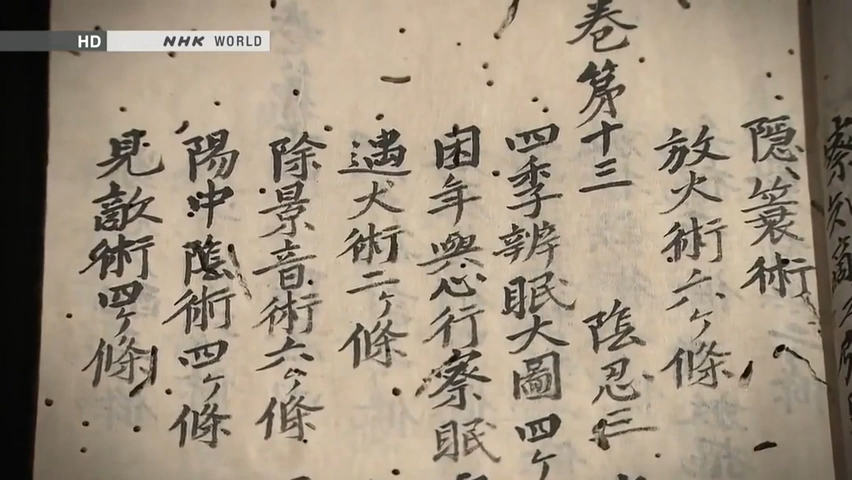 HD NHK WORLD
隠簑術
放火術六ヶ條
巻第十三 陰忍三
四季辨眠大圖四ヶ
困年與心行察眠
遇犬術二ヶ條
除景音術六ヶ條
陽中陰術四ヶ條
見敵術四ヶ條